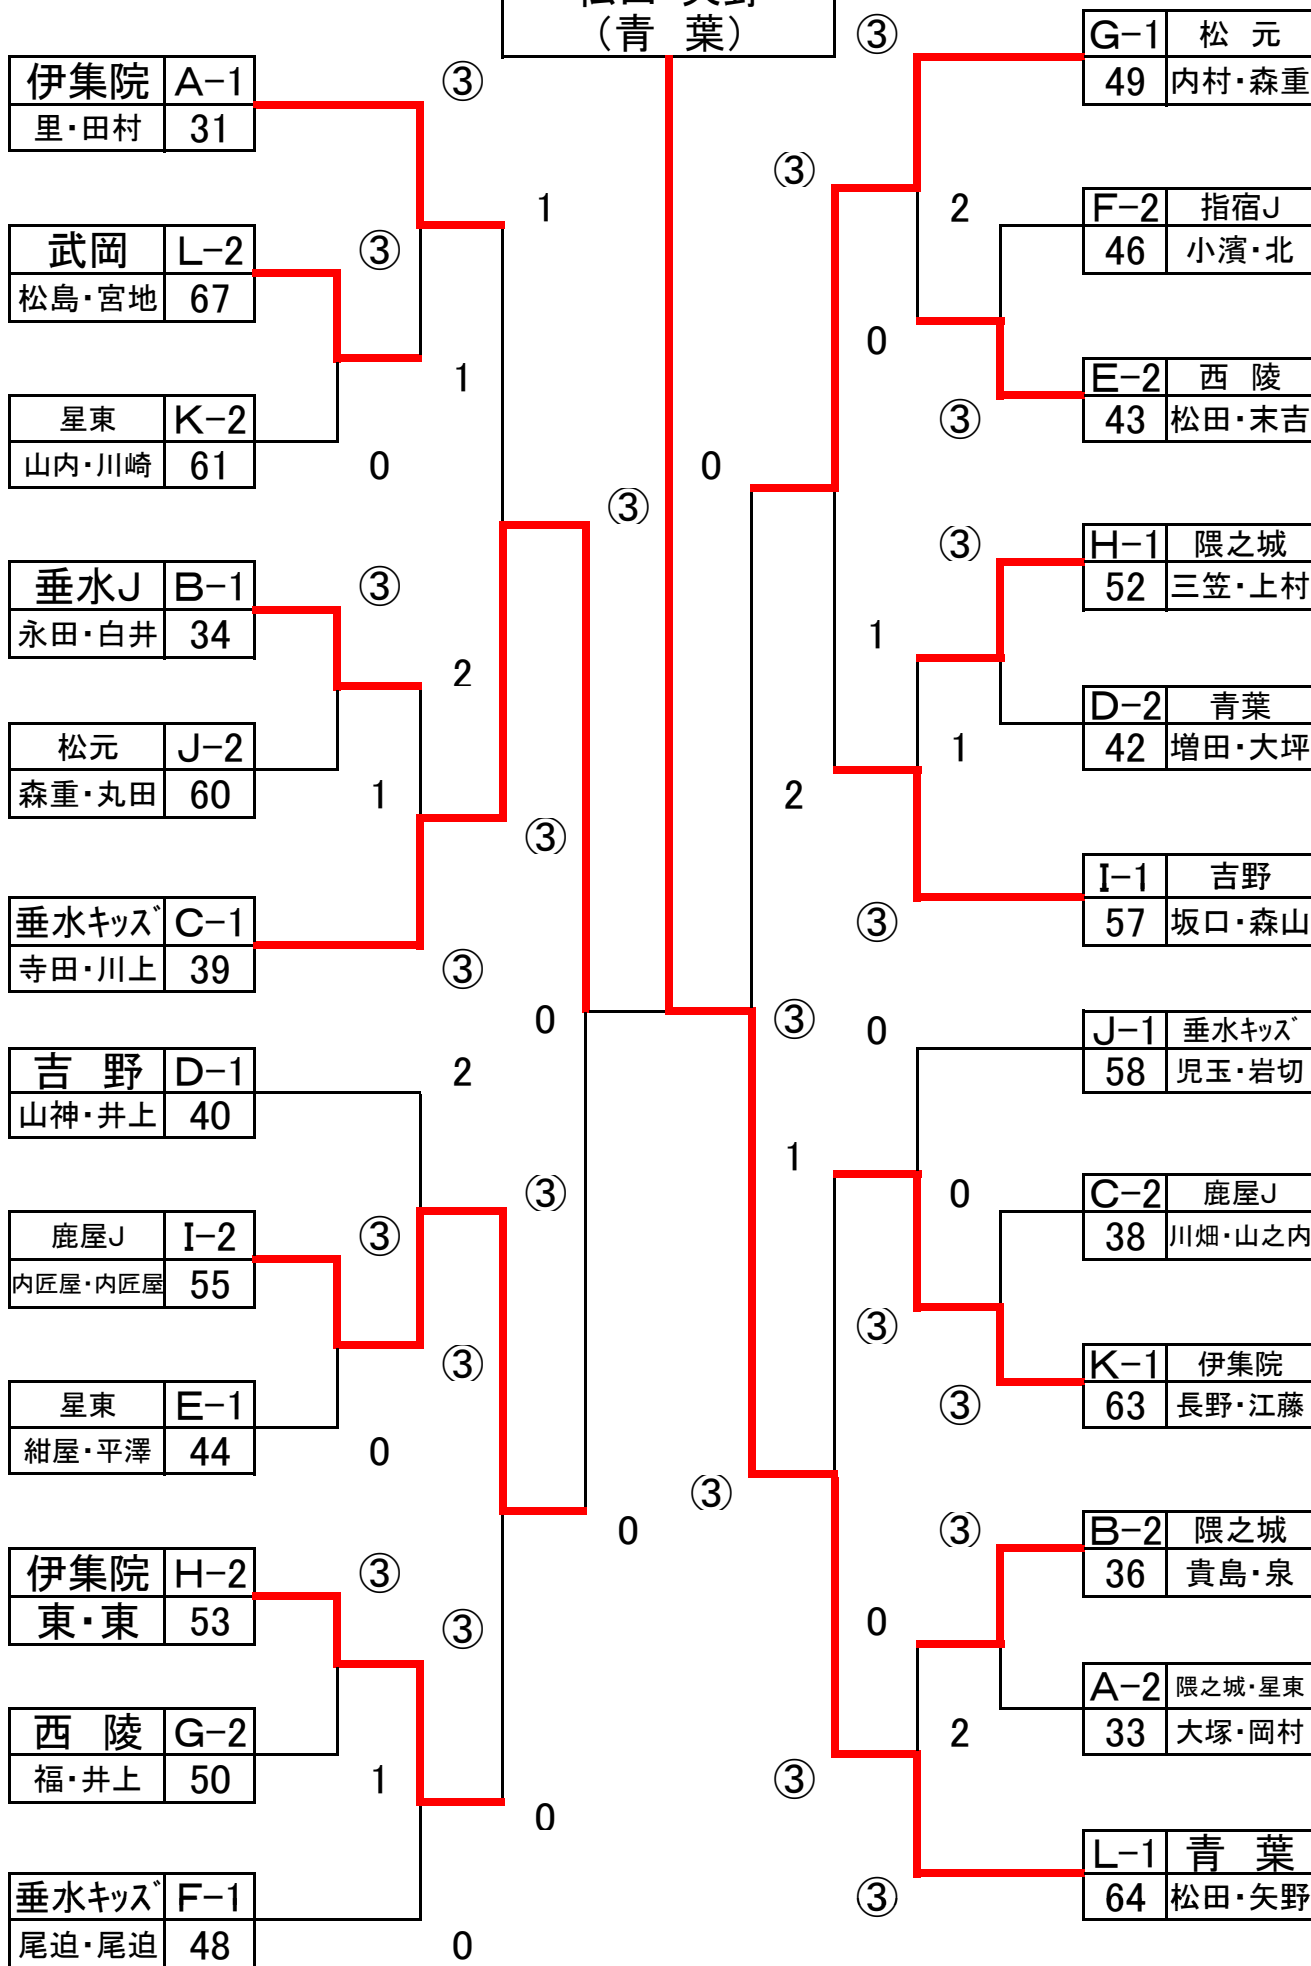 松田・矢野
（青　葉）
伊集院 A-1
里・田村 31
③
1
武岡 L-2
松島・宮地 67
③
1
星東 K-2
山内・川崎 61
0
③
垂水J B-1
永田・白井 34
③
2
松元 J-2
森重・丸田 60
1
③
垂水キッズ C-1
寺田・川上 39
③
0
吉　野 D-1
山神・井上 40
2
③
鹿屋J I-2
内匠屋・内匠屋 55
③
③
星東 E-1
紺屋・平澤 44
0
0
伊集院 H-2
東・東 53
③
③
西　陵 G-2
福・井上 50
1
0
垂水キッズ F-1
尾迫・尾迫 48
0
③
G-1 松　元
49 内村・森重
③
2
F-2 指宿J
46 小濱・北
0
③
E-2 西　陵
43 松田・末吉
0
③
H-1 隈之城
52 三笠・上村
1
1
D-2 青葉
42 増田・大坪
2
③
I-1 吉野
57 坂口・森山
③
0
J-1 垂水キッズ
58 児玉・岩切
1
0
C-2 鹿屋J
38 川畑・山之内
③
③
K-1 伊集院
63 長野・江藤
③
③
B-2 隈之城
36 貴島・泉
0
2
A-2 隈之城・星東
33 大塚・岡村
③
③
L-1 青　葉
64 松田・矢野